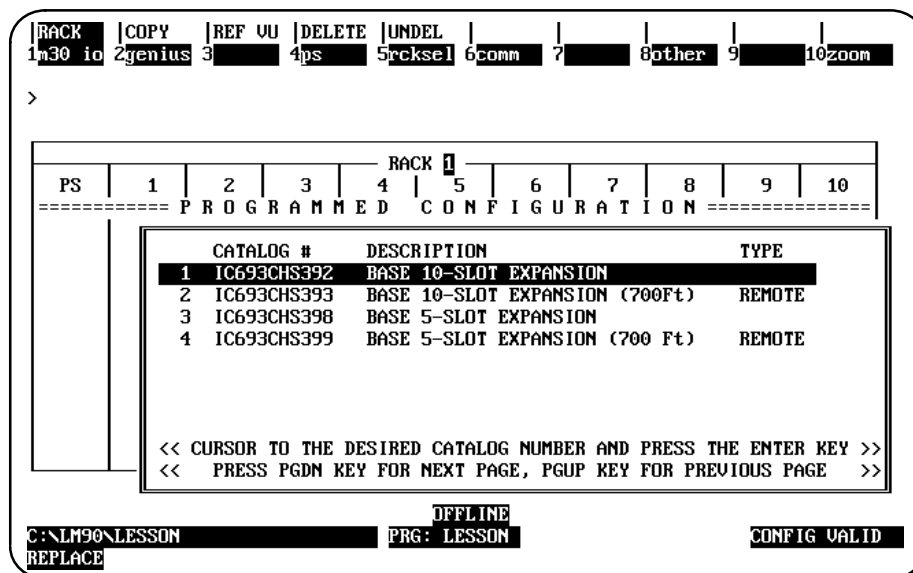 RACK |COPY |REF VU |DELETE |UNDEL | | | | |
1m30 io 2genius 3 4ps 5rcksel 6comm 7 8other 9 10zoom
>
RACK 1
PS | 1 | 2 | 3 | 4 | 5 | 6 | 7 | 8 | 9 | 10
============= P R O G R A M M E D C O N F I G U R A T I O N ================
CATALOG # DESCRIPTION TYPE
1 IC693CHS392 BASE 10-SLOT EXPANSION
2 IC693CHS393 BASE 10-SLOT EXPANSION (700Ft) REMOTE
3 IC693CHS398 BASE 5-SLOT EXPANSION
4 IC693CHS399 BASE 5-SLOT EXPANSION (700 Ft) REMOTE
<< CURSOR TO THE DESIRED CATALOG NUMBER AND PRESS THE ENTER KEY >>
<< PRESS PGDN KEY FOR NEXT PAGE, PGUP KEY FOR PREVIOUS PAGE >>
OFFLINE
C:\LM90\LESSON PRG: LESSON CONFIG VALID
REPLACE